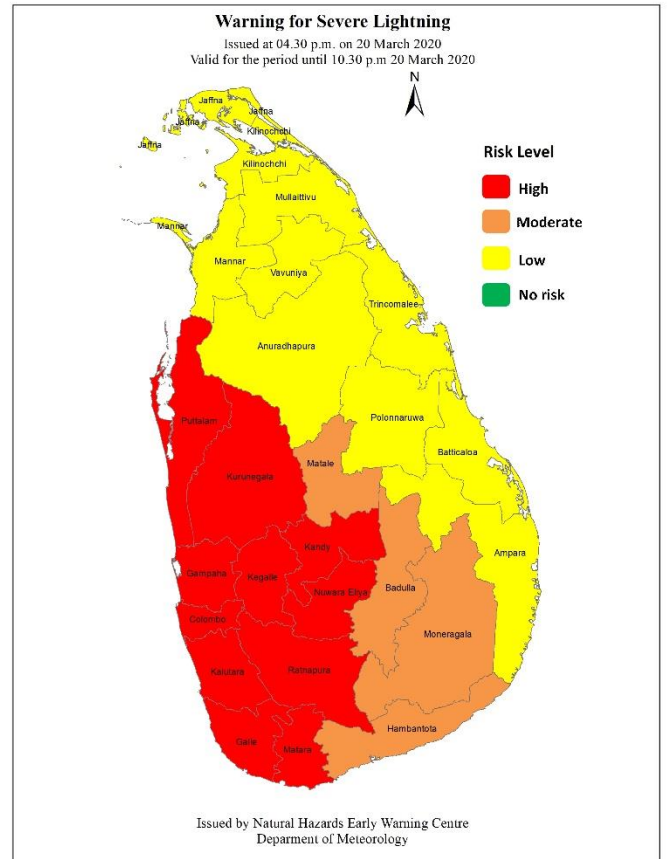 Warning for Severe Lightning
Issued at 04.30 p.m. on 20 March 2020
Valid for the period until 10.30 p.m 20 March 2020
N
Jaffna
Jaffna
Jaffna
Kilinochchi
Jaffna
Kilinochchi
Risk Level
High
Moderate
Low
No risk
Mullaittivu
Mannar
Mannar
Vavuniya
Trincomalee
Anuradhapura
Puttalam
Polonnaruwa
Batticaloa
Matale
Kurunegala
Kandy
Ampara
Gampaha
Kegalle
Nuwara Eliya
Badulla
Colombo
Moneragala
Kalutara
Ratnapura
Hambantota
Galle
Matara
Issued by Natural Hazards Early Warning Centre
Deparment of Meteorology